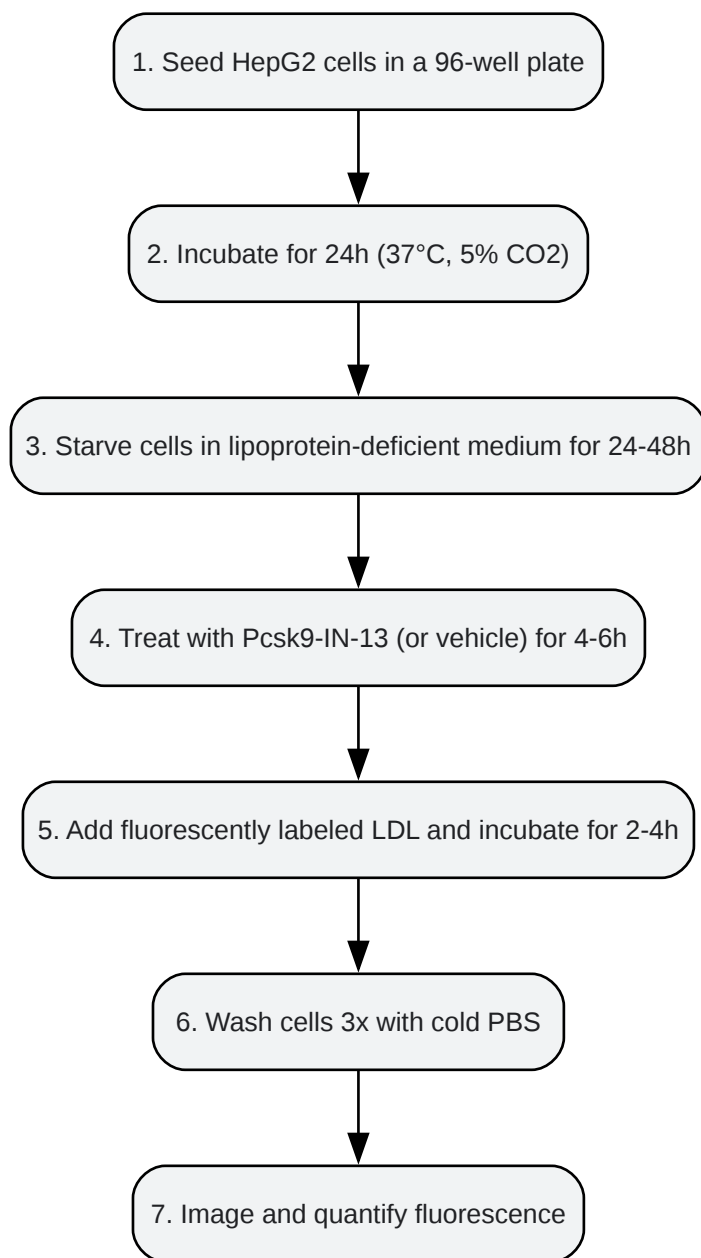 1. Seed HepG2 cells in a 96-well plate
2. Incubate for 24h (37°C, 5% CO2)
3. Starve cells in lipoprotein-deficient medium for 24-48h
4. Treat with Pcsk9-IN-13 (or vehicle) for 4-6h
5. Add fluorescently labeled LDL and incubate for 2-4h
6. Wash cells 3x with cold PBS
7. Image and quantify fluorescence